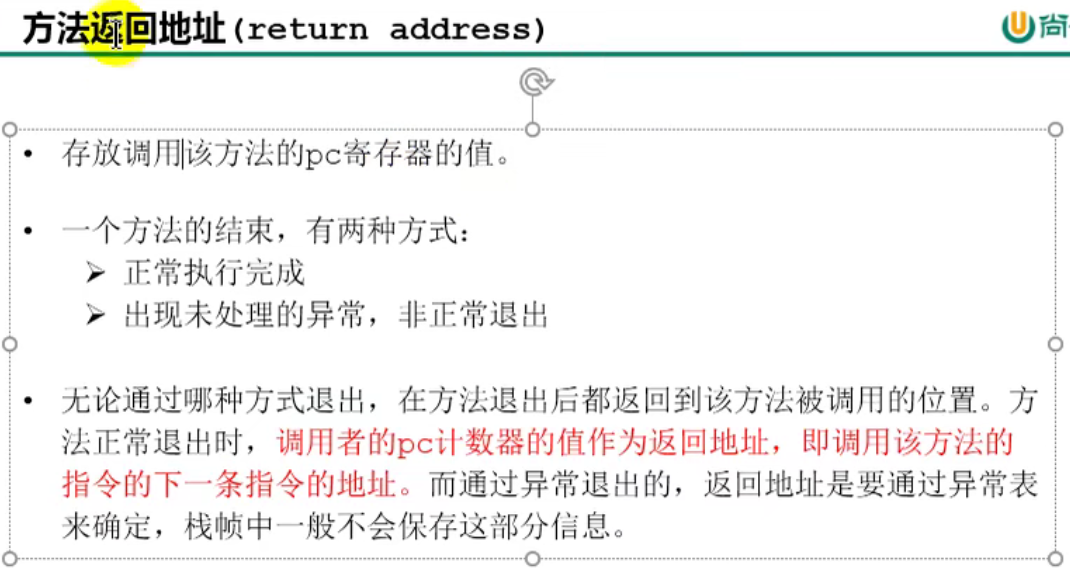 方法返回地址(return address)
尚
• 存放调用该方法的pc寄存器的值。
• 一个方法的结束，有两种方式：
➢ 正常执行完成
➢ 出现未处理的异常，非正常退出
• 无论通过哪种方式退出，在方法退出后都返回到该方法被调用的位置。方
法正常退出时，调用者的pc计数器的值作为返回地址，即调用该方法的
指令的下一条指令的地址。而通过异常退出的，返回地址是要通过异常表
来确定，栈帧中一般不会保存这部分信息。